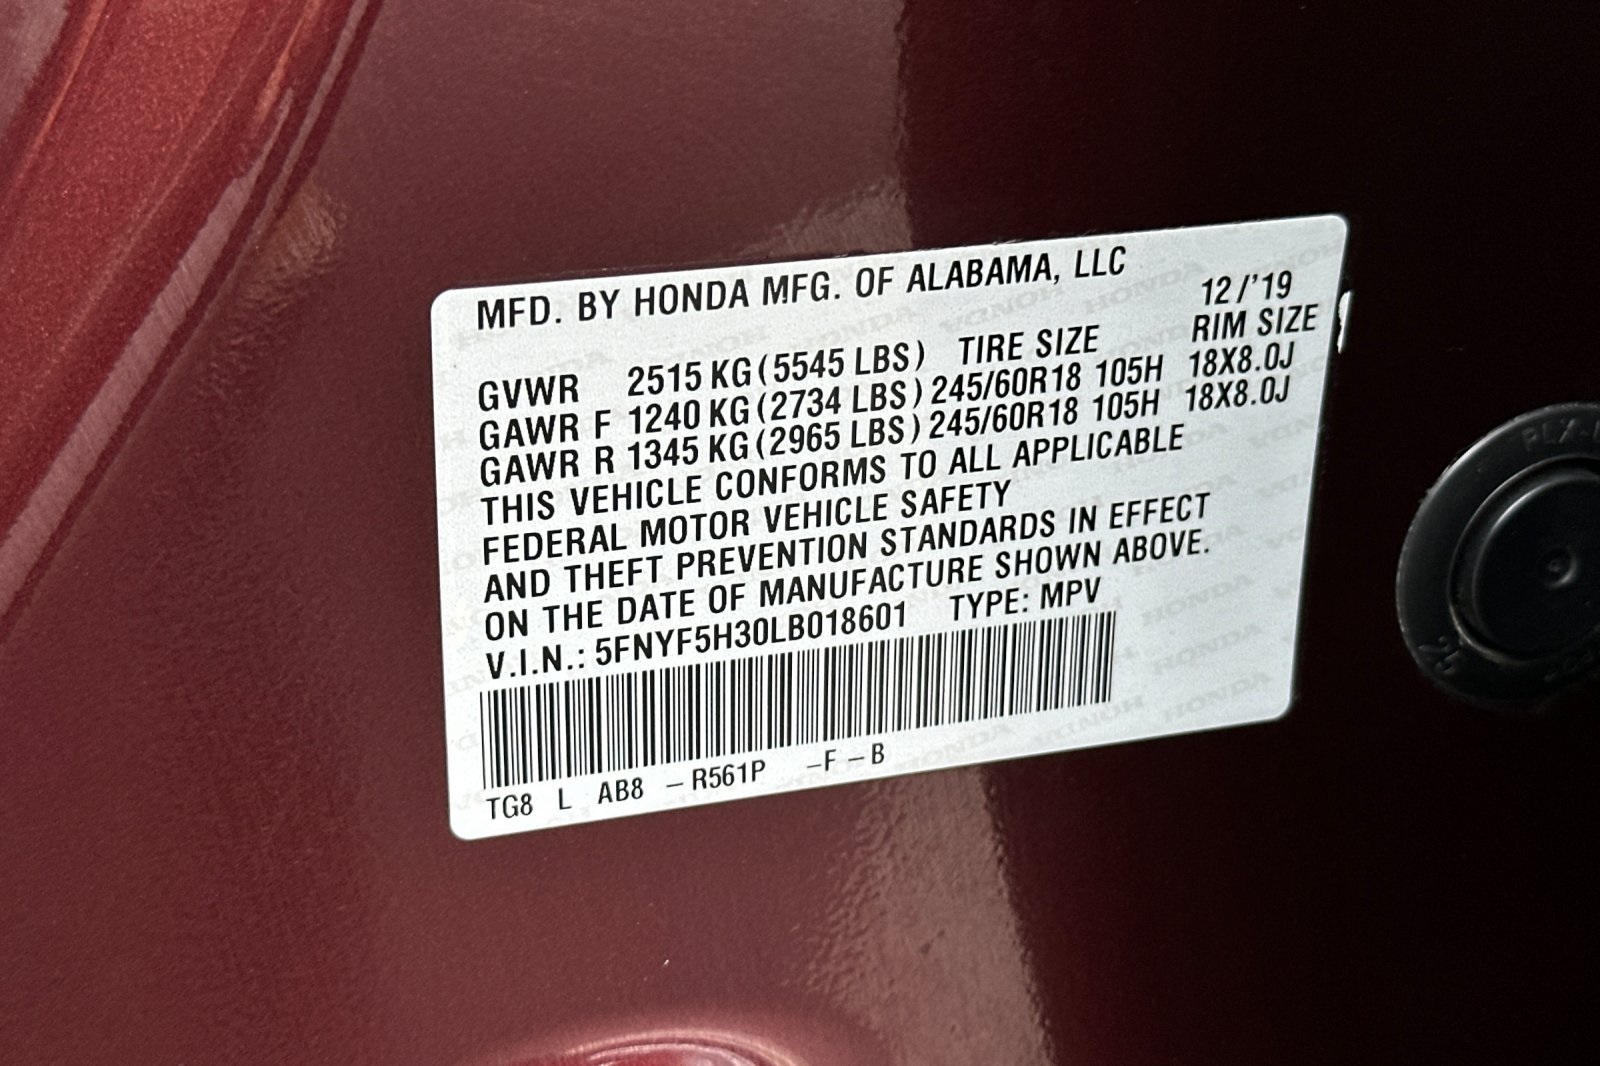 MFD. BY HONDA MFG. OF ALABAMA, LLC
12/'19
GVWR 2515 KG (5545 LBS) TIRE SIZE RIM SIZE
GAWR F 1240 KG (2734 LBS) 245/60R18 105H 18X8.0J
GAWR R 1345 KG (2965 LBS) 245/60R18 105H 18X8.0J
THIS VEHICLE CONFORMS TO ALL APPLICABLE
FEDERAL MOTOR VEHICLE SAFETY
AND THEFT PREVENTION STANDARDS IN EFFECT
ON THE DATE OF MANUFACTURE SHOWN ABOVE.
V.I.N.: 5FNYF5H30LB018601 TYPE: MPV
TG8 L AB8 -R561P -F-B
25